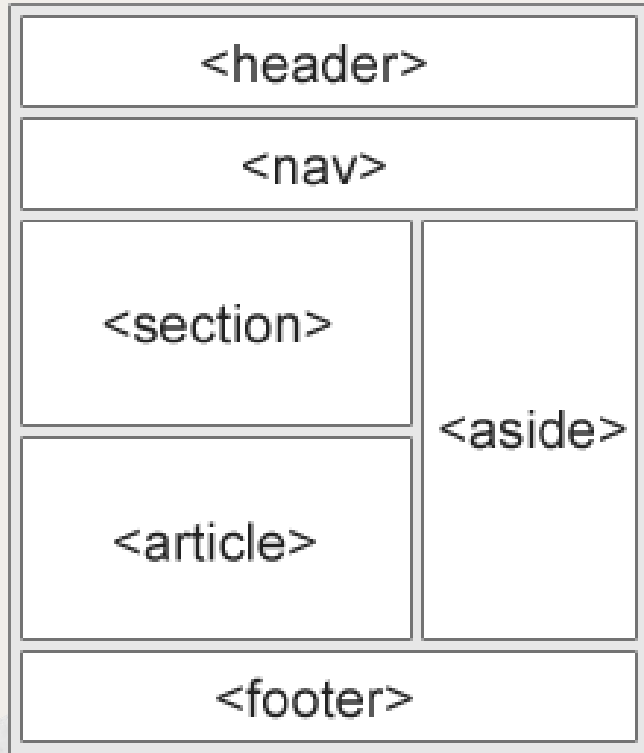 <header>
<nav>
<section>
<aside>
<article>
<footer>